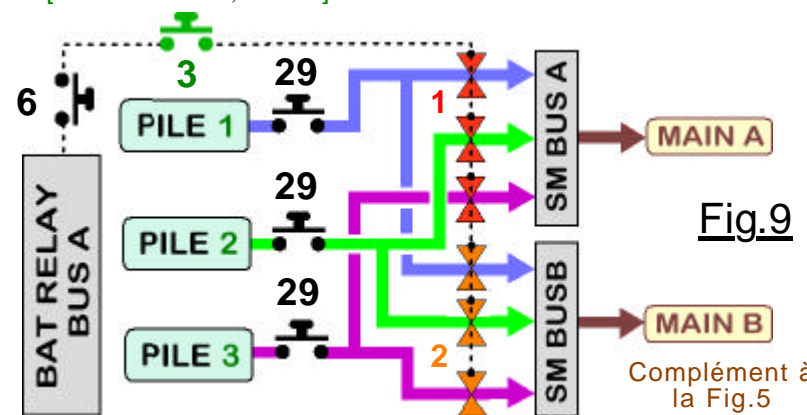 3
29
6
PILE 1
1
SM BUS A
MAIN A
29
Fig.9
BAT RELAY
BUS A
PILE 2
29
SM BUSB
MAIN B
PILE 3
2
Complément à
la Fig.5